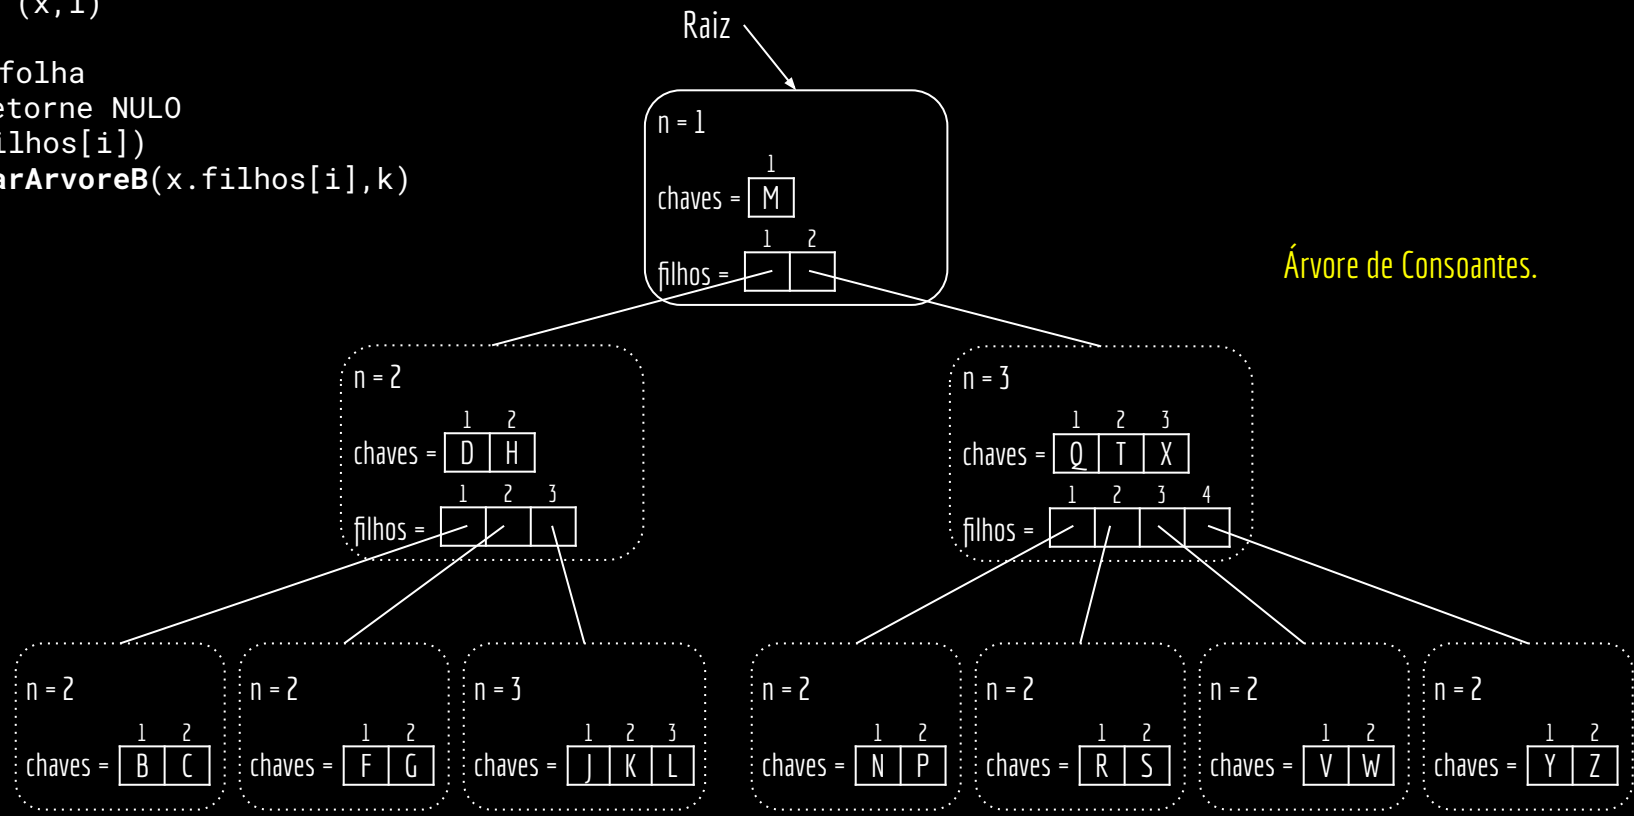 (x,i)
folha
etorne NULO
ilhos[i])
arArvoreB(x.filhos[i],k)
Raiz
n = 1
1
chaves = M
1 2
filhos =
Árvore de Consoantes.
n = 2
1 2
chaves = D H
1 2 3
filhos =
n = 3
1 2 3
chaves = Q T X
1 2 3 4
filhos =
n = 2
1 2
chaves = B C
n = 2
1 2
chaves = F G
n = 3
1 2 3
chaves = J K L
n = 2
1 2
chaves = N P
n = 2
1 2
chaves = R S
n = 2
1 2
chaves = V W
n = 2
1 2
chaves = Y Z